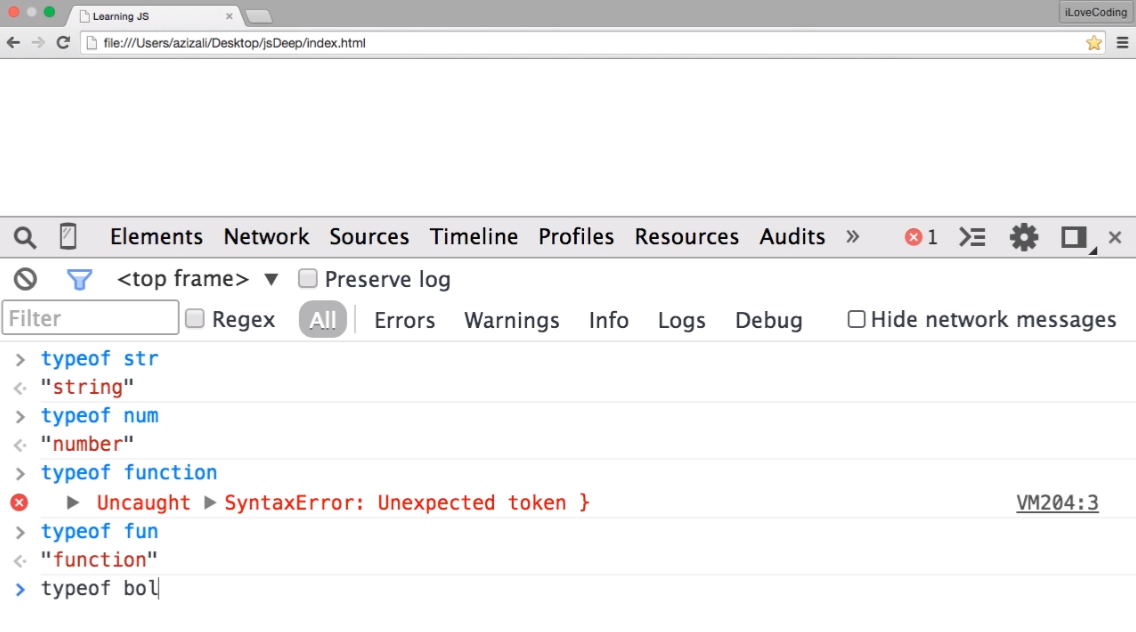 Learning JS
iLoveCoding
file:///Users/azizali/Desktop/jsDeep/index.html
Elements Network Sources Timeline Profiles Resources Audits » 1
<top frame> ▼ Preserve log
Filter Regex All Errors Warnings Info Logs Debug Hide network messages
> typeof str
"string"
> typeof num
"number"
> typeof function
Uncaught SyntaxError: Unexpected token } VM204:3
> typeof fun
"function"
> typeof bol